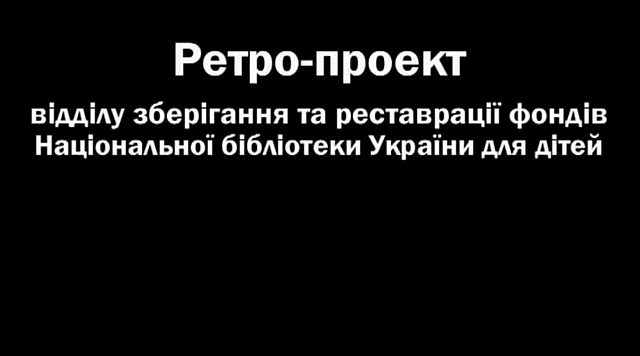 Ретро-проект
відділу зберігання та реставрації фондів
Національної бібліотеки України для дітей